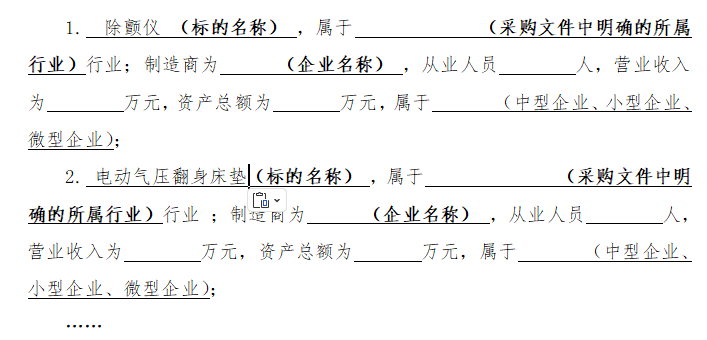 1. 除颤仪 （标的名称） ，属于 （采购文件中明确的所属
行业）行业；制造商为 （企业名称） ，从业人员 人，营业收入
为 万元，资产总额为 万元，属于 （中型企业、小型企业、
微型企业）；
2. 电动气压翻身床垫（标的名称） ，属于 （采购文件中明
确的所属行业）行业 ；制造商为 （企业名称） ，从业人员 人，
营业收入为 万元，资产总额为 万元，属于 （中型企业、
小型企业、微型企业）；
……